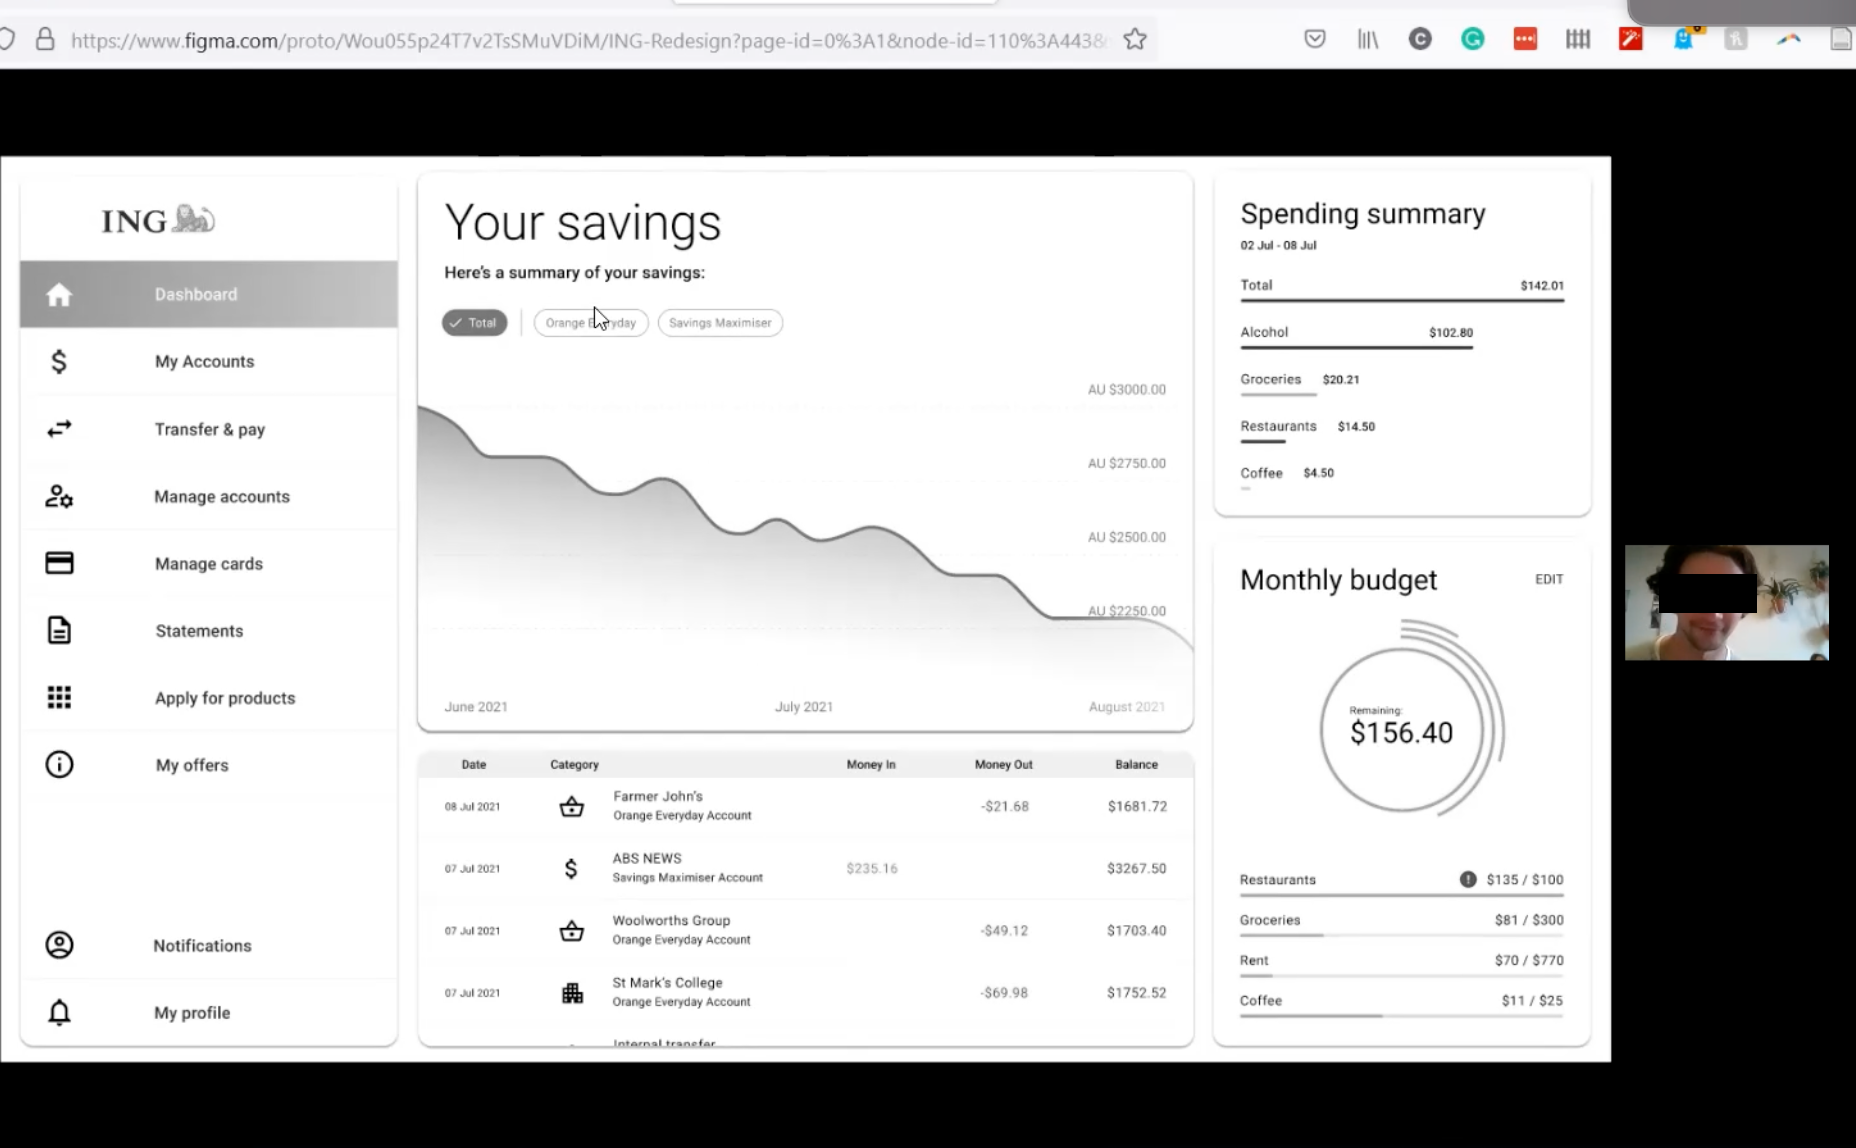 https://www.figma.com/proto/Wou055p24T7v2TsSMuVDiM/ING-Redesign?page-id=0%3A1&node-id=110%3A443&
ING
Dashboard
My Accounts
Transfer & pay
Manage accounts
Manage cards
Statements
Apply for products
My offers
Notifications
My profile
Your savings
Here's a summary of your savings:
Total
Orange Everyday
Savings Maximiser
AU $3000.00
AU $2750.00
AU $2500.00
AU $2250.00
June 2021 July 2021 August 2021
Date Category Money In Money Out Balance
08 Jul 2021 Farmer John's -$21.68 $1681.72
Orange Everyday Account
07 Jul 2021 ABS NEWS $235.16 $3267.50
Savings Maximiser Account
07 Jul 2021 Woolworths Group -$49.12 $1703.40
Orange Everyday Account
07 Jul 2021 St Mark's College -$69.98 $1752.52
Orange Everyday Account
Internal transfer
Spending summary
02 Jul - 08 Jul
Total $142.01
Alcohol $102.80
Groceries $20.21
Restaurants $14.50
Coffee $4.50
Monthly budget EDIT
Remaining:
$156.40
Restaurants $135 / $100
Groceries $81 / $300
Rent $70 / $770
Coffee $11 / $25